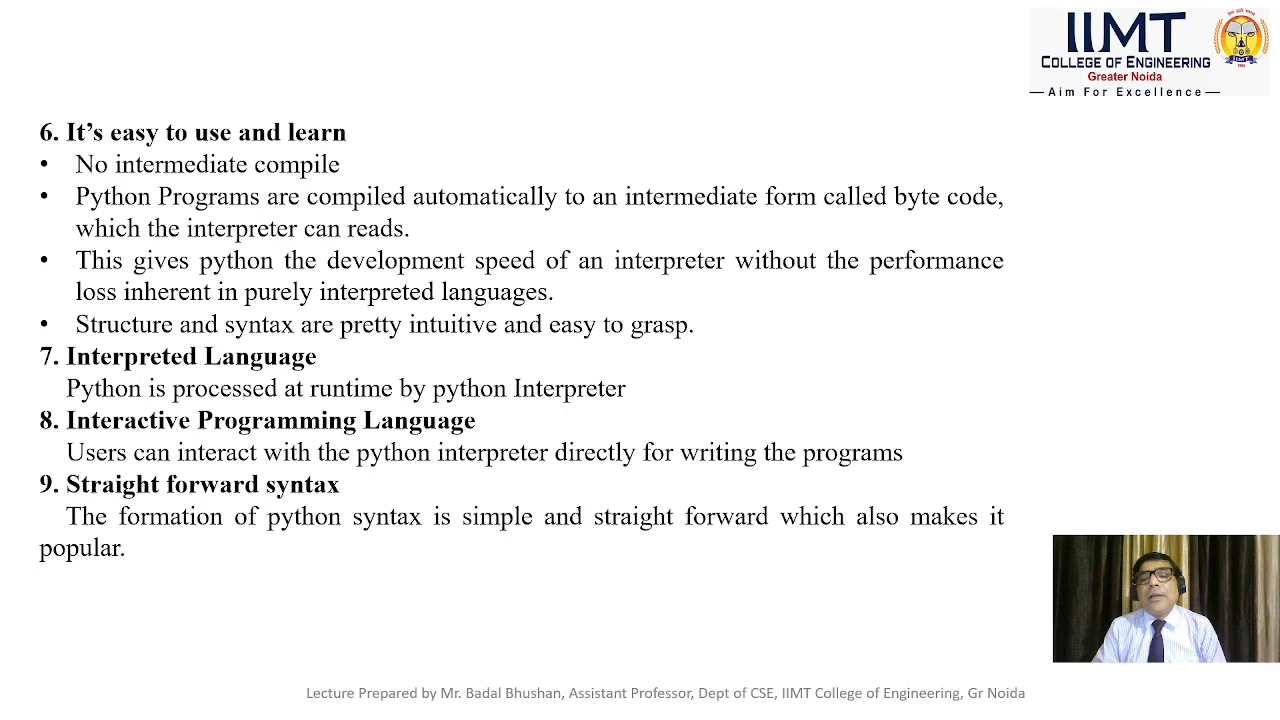 IIMT
COLLEGE OF ENGINEERING
Greater Noida
Aim For Excellence
6. It's easy to use and learn
• No intermediate compile
• Python Programs are compiled automatically to an intermediate form called byte code,
which the interpreter can reads.
• This gives python the development speed of an interpreter without the performance
loss inherent in purely interpreted languages.
• Structure and syntax are pretty intuitive and easy to grasp.
7. Interpreted Language
Python is processed at runtime by python Interpreter
8. Interactive Programming Language
Users can interact with the python interpreter directly for writing the programs
9. Straight forward syntax
The formation of python syntax is simple and straight forward which also makes it
popular.
Lecture Prepared by Mr. Badal Bhushan, Assistant Professor, Dept of CSE, IIMT College of Engineering, Gr Noida